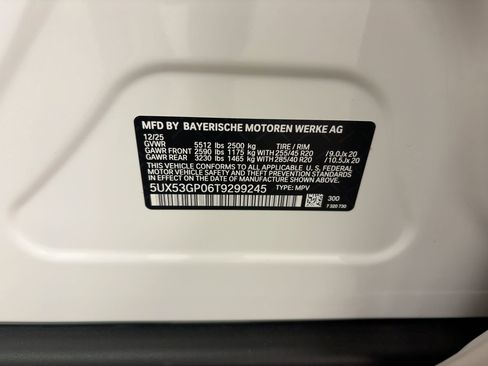 MFD BY BAYERISCHE MOTOREN WERKE AG
12/25
GVWR 5512 lbs 2500 kg TIRE / RIM
GAWR FRONT 2590 lbs 1175 kg WITH 255/45 R20 /9.0Jx20
GAWR REAR 3230 lbs 1465 kg WITH 285/40 R20 /10.5Jx20
THIS VEHICLE CONFORMS TO ALL APPLICABLE U. S. FEDERAL
MOTOR VEHICLE SAFETY AND THEFT PREVENTION STANDARDS
IN EFFECT ON THE DATE OF MANUFACTURE SHOWN ABOVE.
5UX53GP06T9299245 TYPE: MPV
300
7 320 730